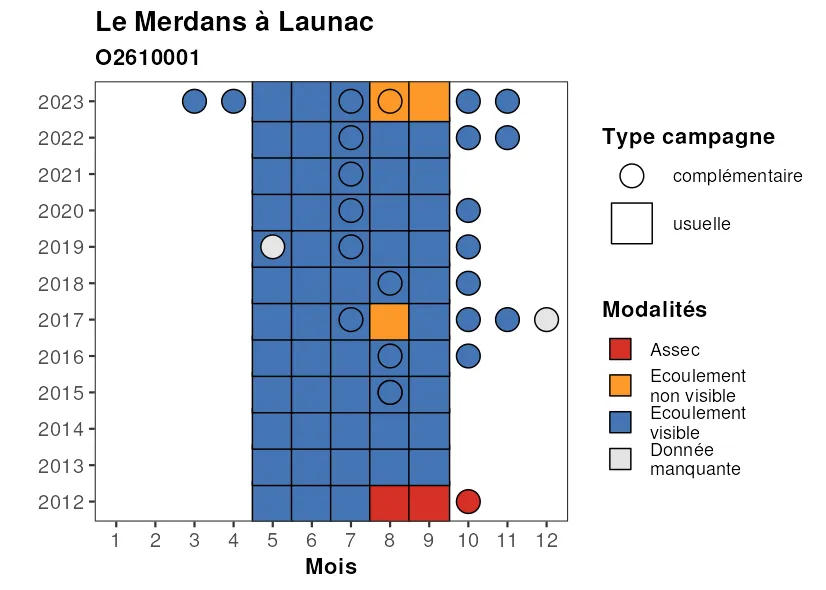 Le Merdans à Launac
O2610001
2023
2022
2021
2020
2019
2018
2017
2016
2015
2014
2013
2012
1 2 3 4 5 6 7 8 9 10 11 12
Mois
Type campagne
complémentaire
usuelle
Modalités
Assec
Ecoulement
non visible
Ecoulement
visible
Donnée
manquante